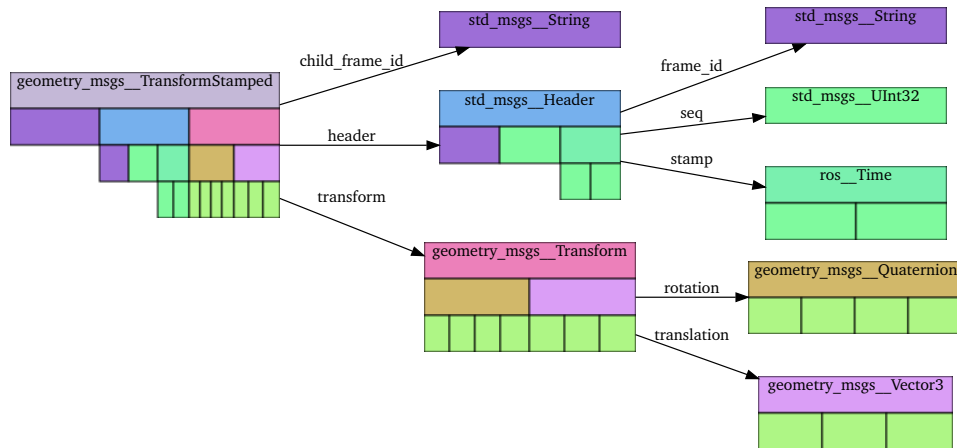 std_msgs__String
std_msgs__String
child_frame_id
frame_id
geometry_msgs__TransformStamped
std_msgs__Header
std_msgs__UInt32
seq
header
stamp
ros__Time
transform
geometry_msgs__Transform
geometry_msgs__Quaternion
rotation
translation
geometry_msgs__Vector3